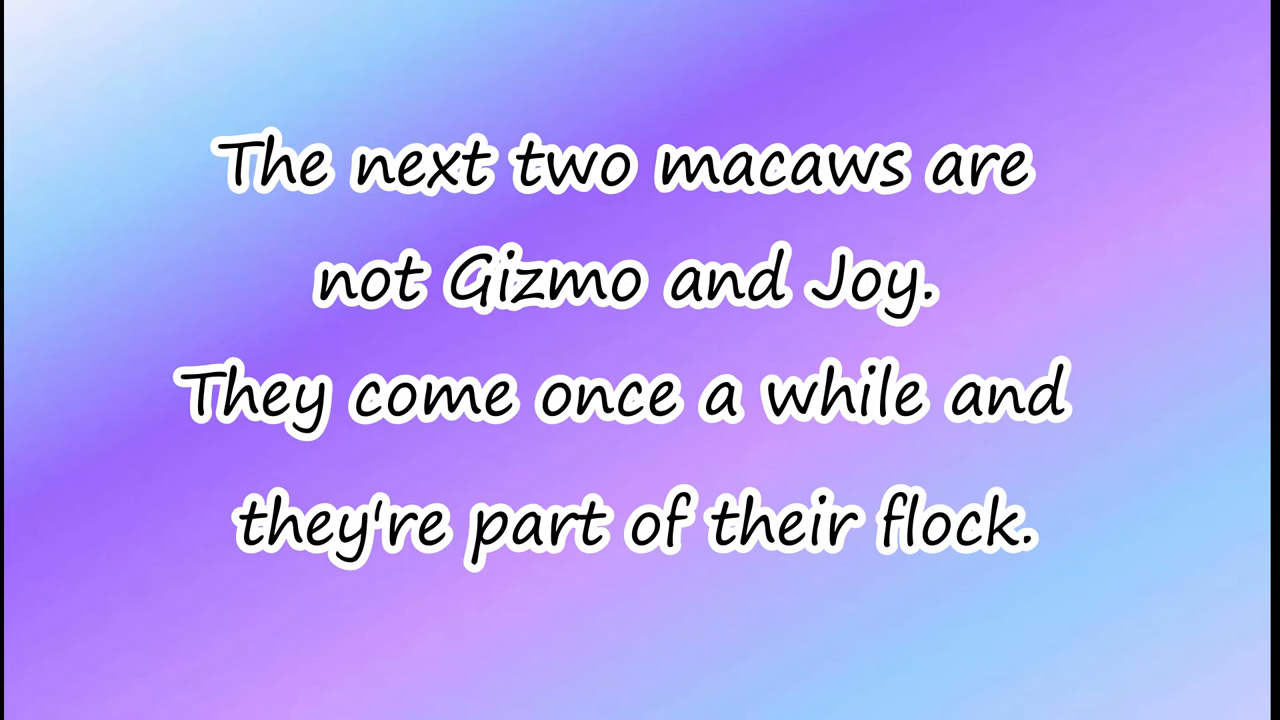 The next two macaws are
not Gizmo and Joy.
They come once a while and
they're part of their flock.